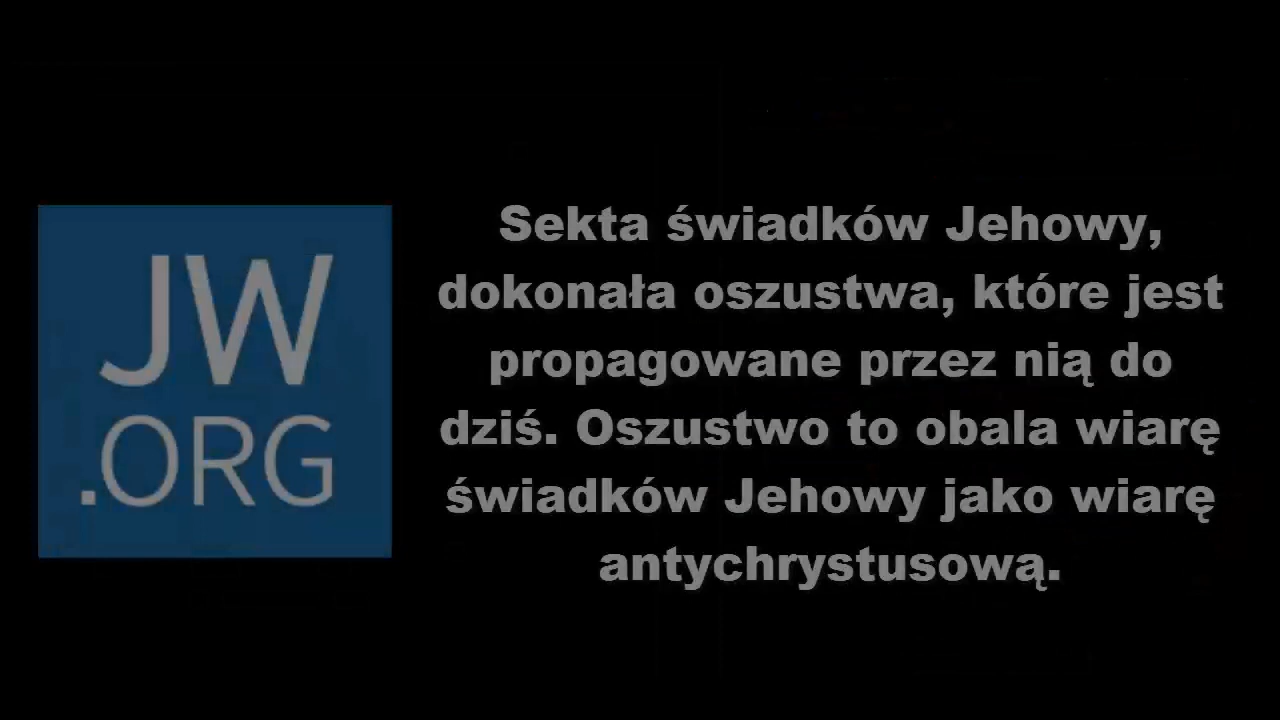 JW
.ORG
Sekta świadków Jehowy,
dokonała oszustwa, które jest
propagowane przez nią do
dziś. Oszustwo to obala wiarę
świadków Jehowy jako wiarę
antychrystusową.